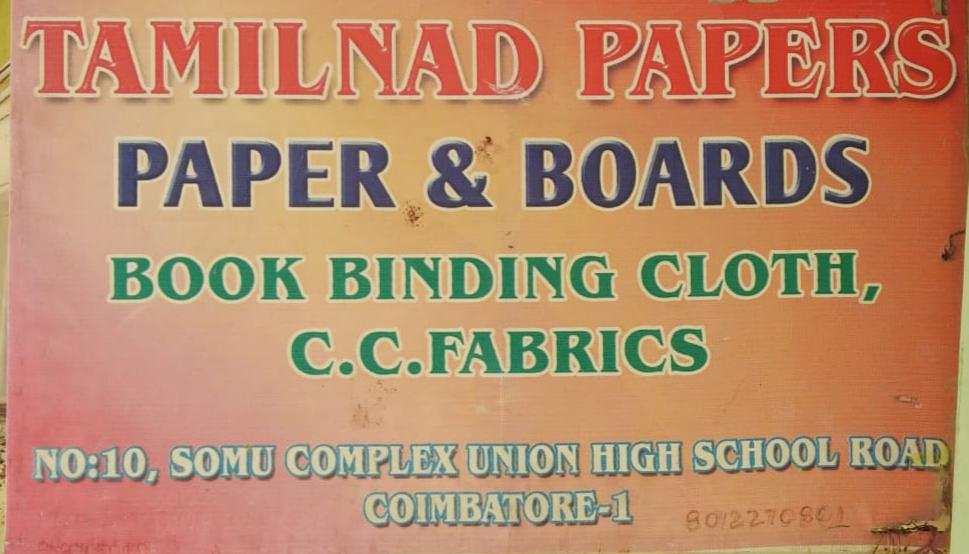 TAMILNAD PAPERS
PAPER & BOARDS
BOOK BINDING CLOTH,
C.C.FABRICS
NO:10, SOMU COMPLEX UNION HIGH SCHOOL ROAD
COIMBATORE-1
8012270801